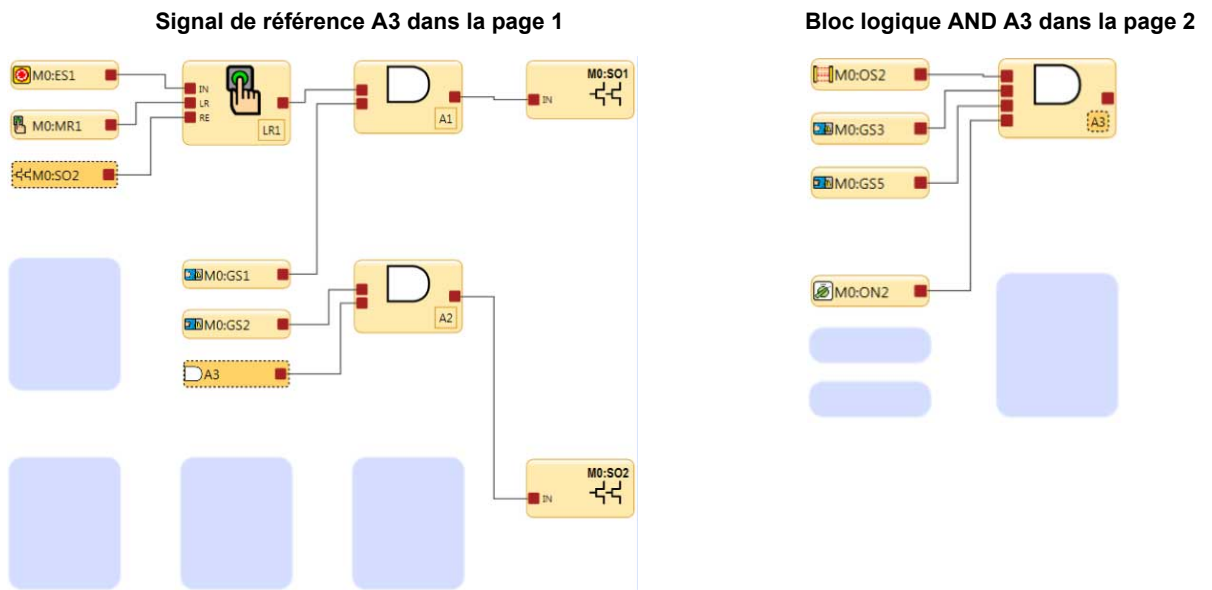 Signal de référence A3 dans la page 1
M0:ES1
M0:MR1
M0:SO2
IN
LR
RE
LR1
A1
M0:SO1
IN
M0:GS1
M0:GS2
A3
A2
M0:SO2
IN
Bloc logique AND A3 dans la page 2
M0:OS2
M0:GS3
M0:GS5
M0:ON2
A3